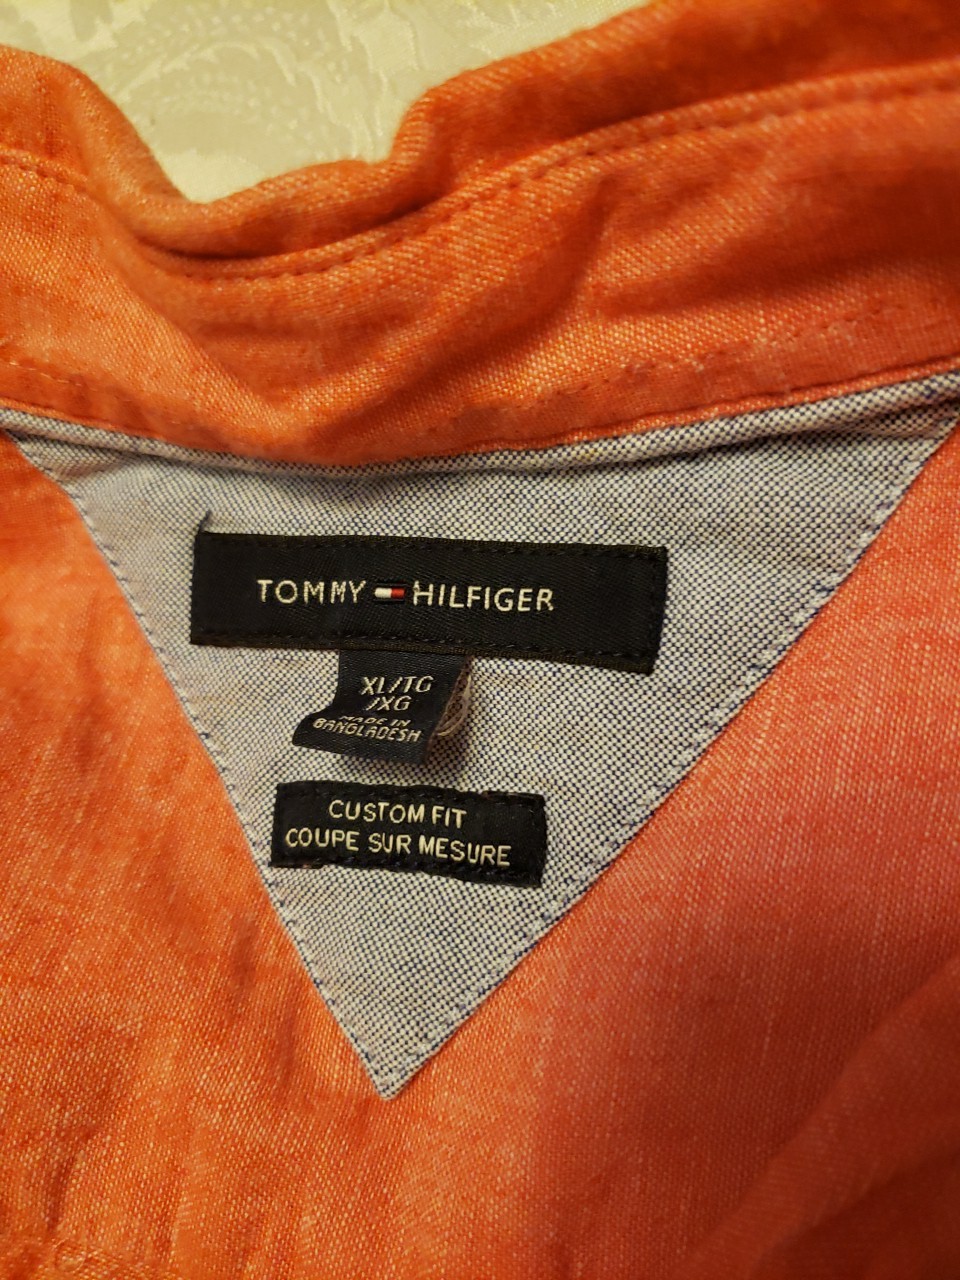 TOMMY HILFIGER
XL/TG
/XG
MADE IN
BANGLADESH
CUSTOM FIT
COUPE SUR MESURE